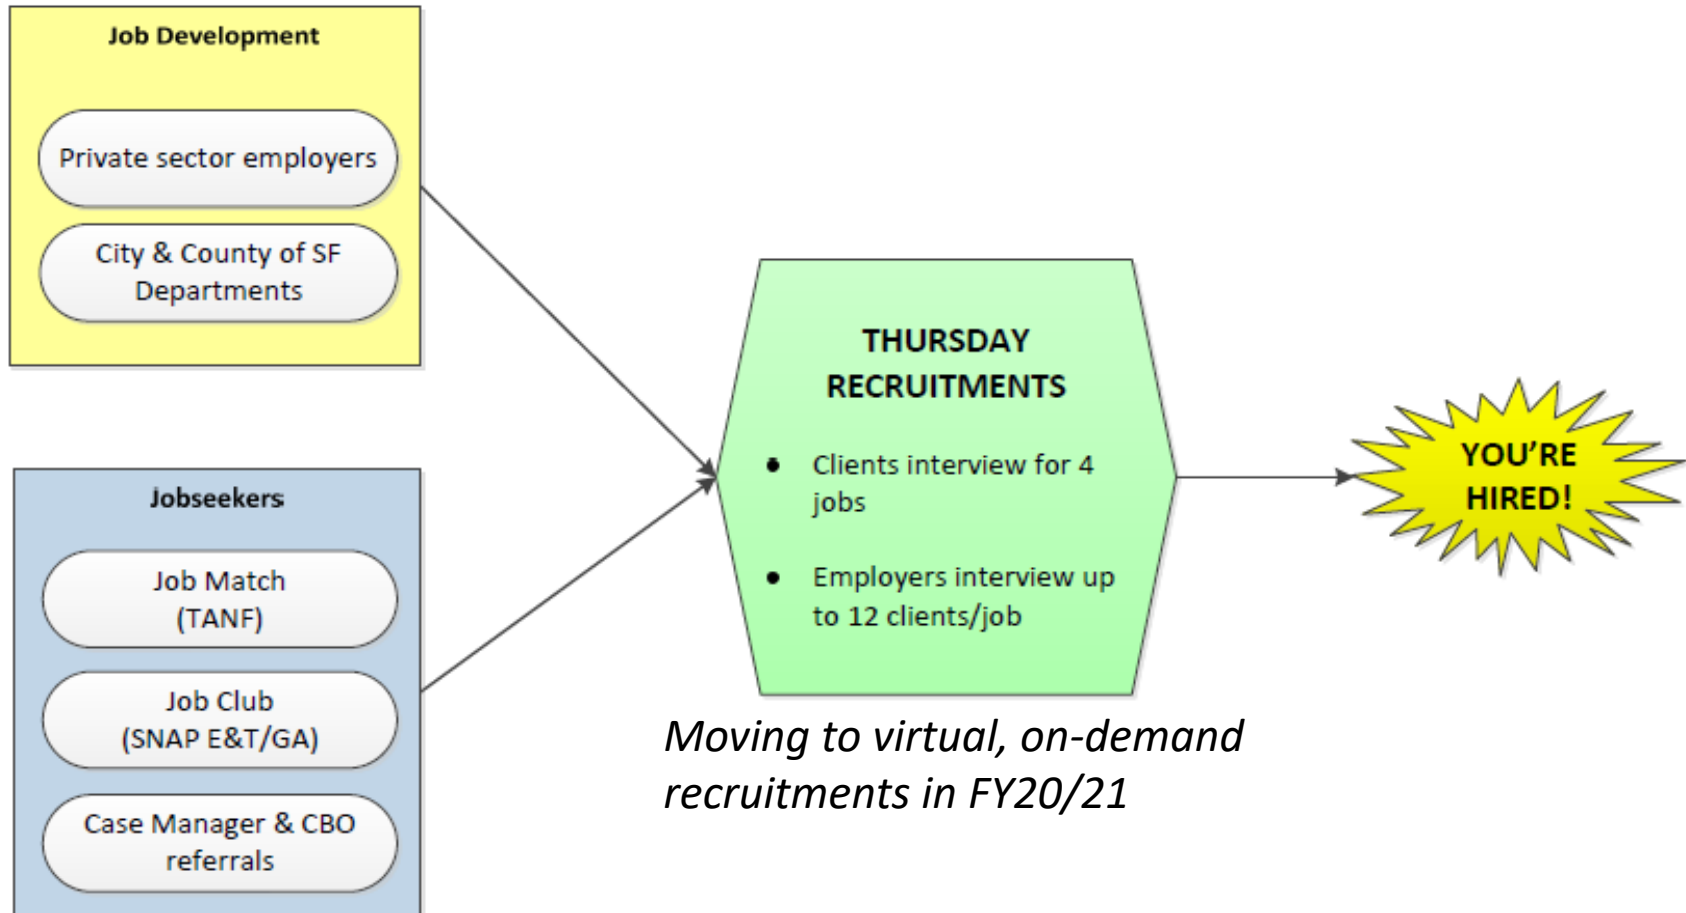 Job Development
Private sector employers
City & County of SF
Departments
Jobseekers
Job Match
(TANF)
Job Club
(SNAP E&T/GA)
Case Manager & CBO
referrals
THURSDAY
RECRUITMENTS
● Clients interview for 4
jobs
● Employers interview up
to 12 clients/job
Moving to virtual, on-demand
recruitments in FY20/21
YOU’RE
HIRED!